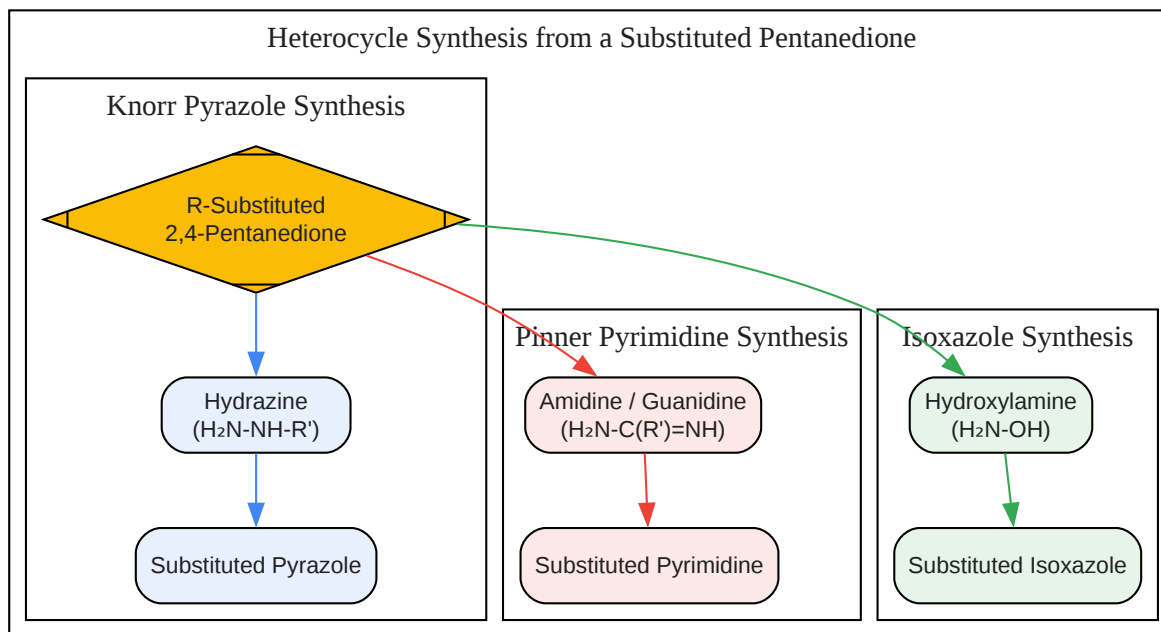 Heterocycle Synthesis from a Substituted Pentanedione
Knorr Pyrazole Synthesis
R-Substituted
2,4-Pentanedione
Hydrazine
(H₂N-NH-R')
Substituted Pyrazole
Pinner Pyrimidine Synthesis
Amidine / Guanidine
(H₂N-C(R')=NH)
Substituted Pyrimidine
Isoxazole Synthesis
Hydroxylamine
(H₂N-OH)
Substituted Isoxazole